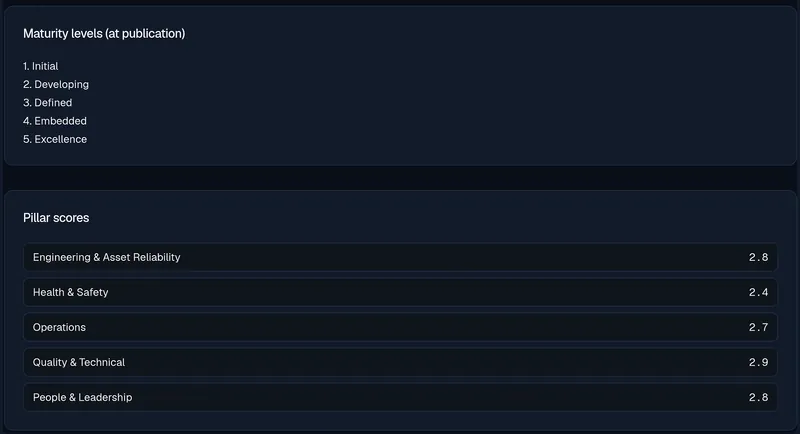 Maturity levels (at publication)
1. Initial
2. Developing
3. Defined
4. Embedded
5. Excellence
Pillar scores
Engineering & Asset Reliability 2.8
Health & Safety 2.4
Operations 2.7
Quality & Technical 2.9
People & Leadership 2.8